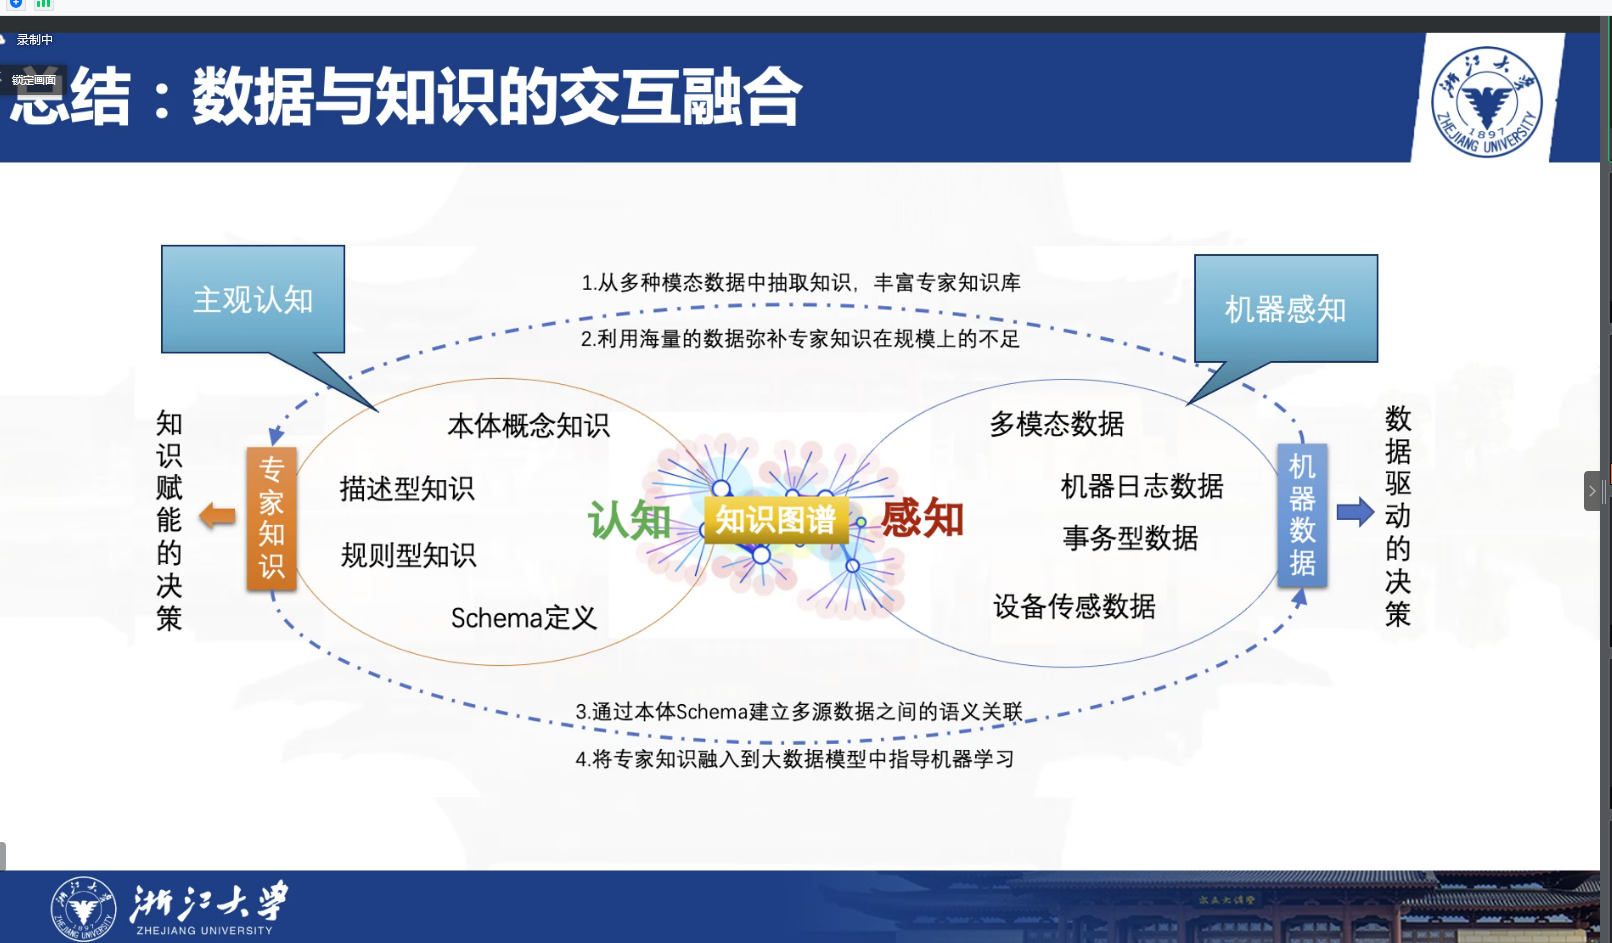 录制中
锁定画面
总结：数据与知识的交互融合
浙江大学
1897
ZHEJIANG UNIVERSITY
主观认知
机器感知
1.从多种模态数据中抽取知识，丰富专家知识库
2.利用海量的数据弥补专家知识在规模上的不足
知识赋能的决策
专家知识
本体概念知识
描述型知识
规则型知识
Schema定义
认知
知识图谱
感知
多模态数据
机器日志数据
事务型数据
设备传感数据
机器数据
数据驱动的决策
3.通过本体Schema建立多源数据之间的语义关联
4.将专家知识融入到大数据模型中指导机器学习
浙江大学
1897
ZHEJIANG UNIVERSITY
浙江大学
ZHEJIANG UNIVERSITY